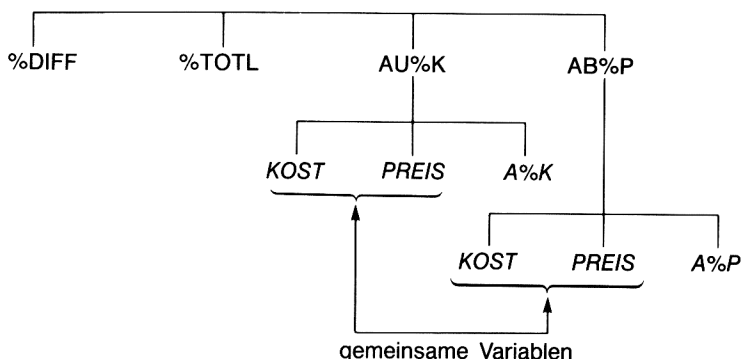 %DIFF %TOTL AU%K AB%P
KOST PREIS A%K
KOST PREIS A%P
gemeinsame Variablen